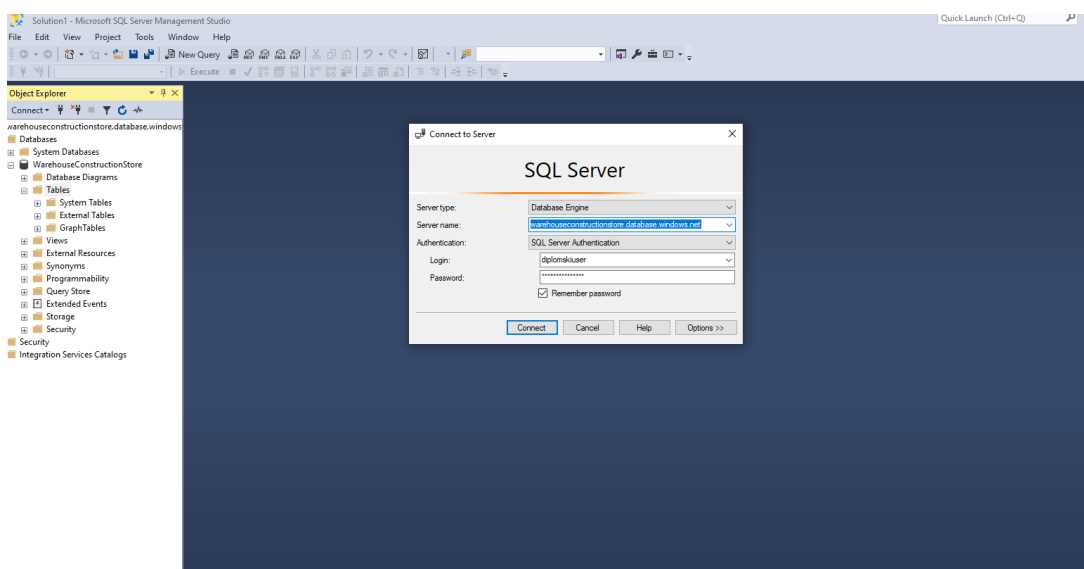 Solution1 - Microsoft SQL Server Management Studio
Quick Launch (Ctrl+Q)
File Edit View Project Tools Window Help
New Query
Execute
Object Explorer
Connect
warehouseconstructionstore.database.windows
Databases
System Databases
WarehouseConstructionStore
Database Diagrams
Tables
System Tables
External Tables
GraphTables
Views
External Resources
Synonyms
Programmability
Query Store
Extended Events
Storage
Security
Security
Integration Services Catalogs
Connect to Server
SQL Server
Server type: Database Engine
Server name: warehouseconstructionstore.database.windows.net
Authentication: SQL Server Authentication
Login: diplomskiuser
Password: ***************
Remember password
Connect Cancel Help Options >>